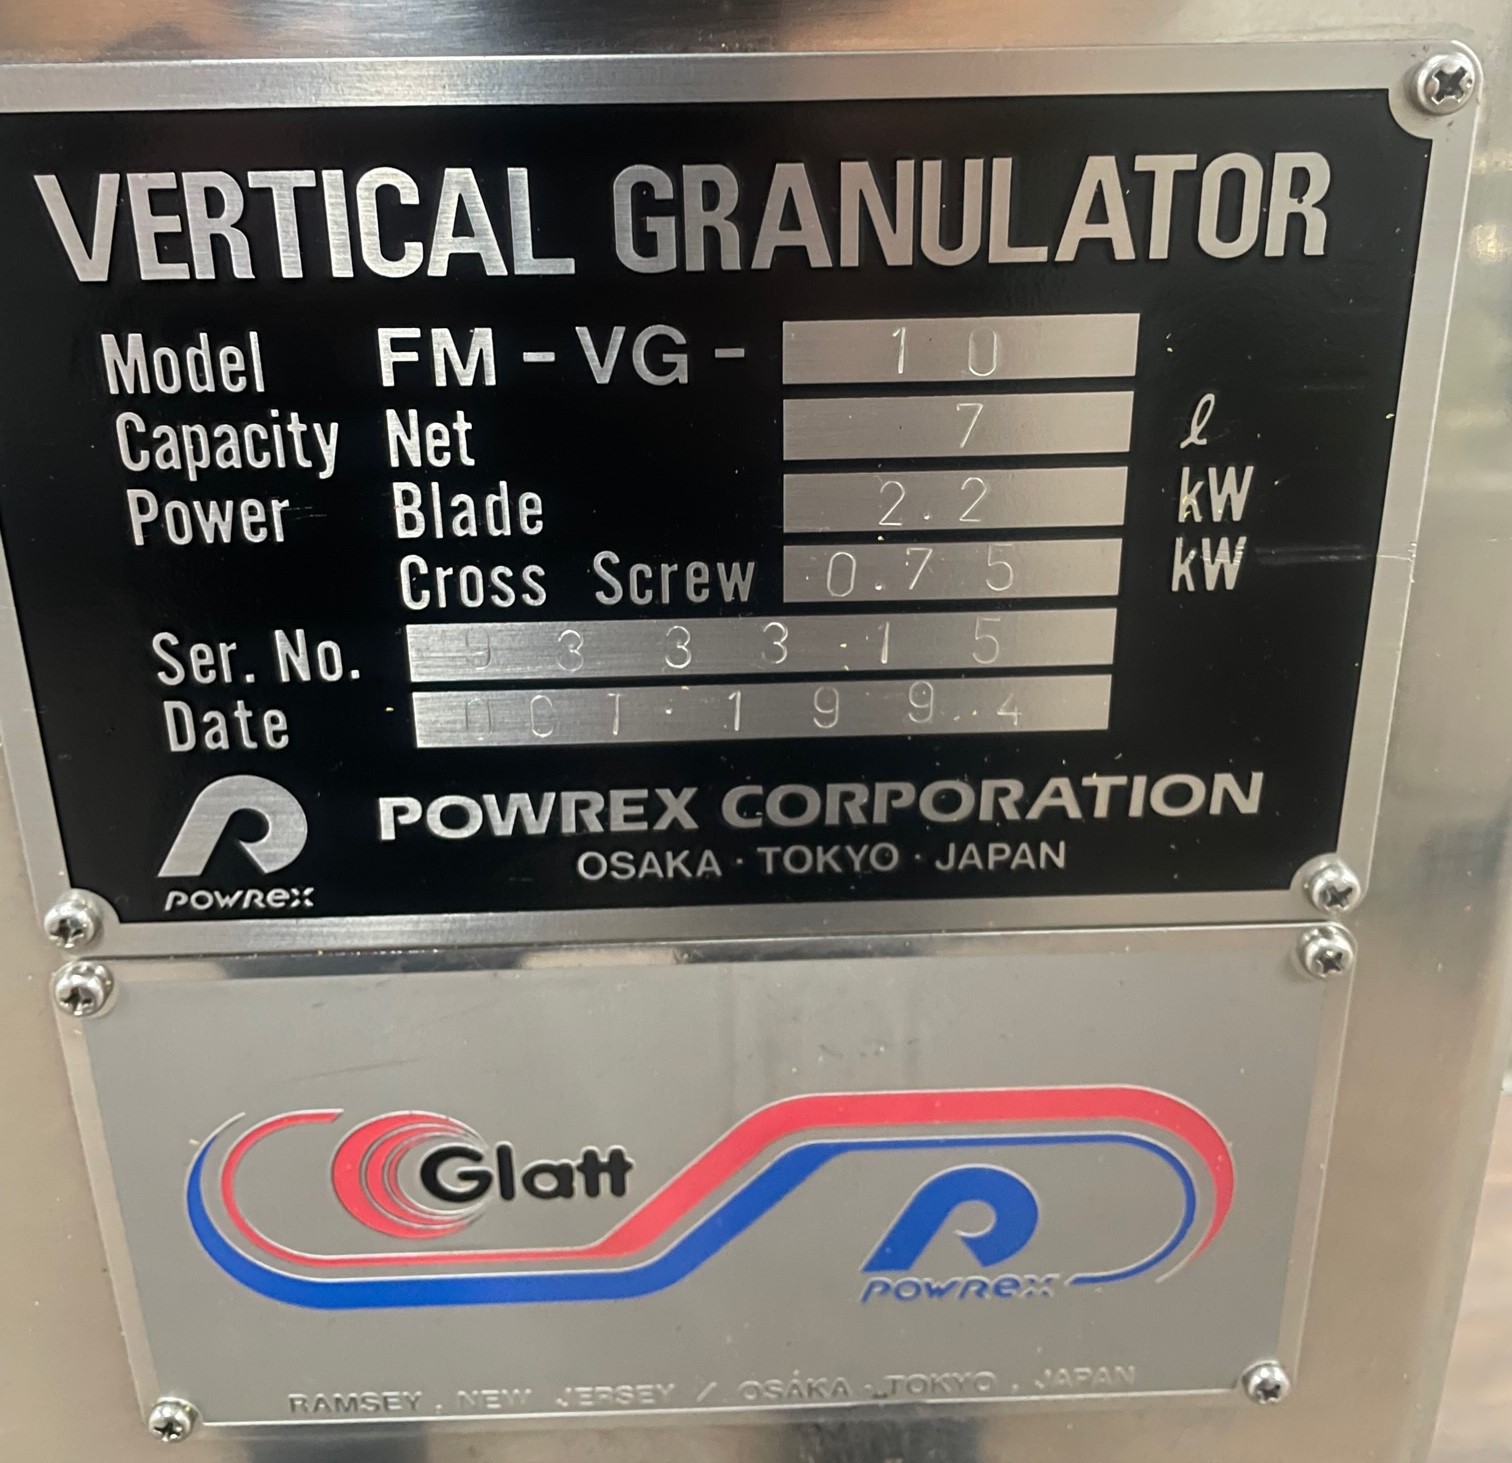 VERTICAL GRANULATOR
Model FM-VG- 10
Capacity Net 7 ℓ
Power Blade 2.2 kW
Cross Screw 0.75 kW
Ser. No. 933315
Date OCT.1994
POWREX
POWREX CORPORATION
OSAKA · TOKYO · JAPAN
Glatt
POWREX
RAMSEY, NEW JERSEY / OSAKA · TOKYO, JAPAN